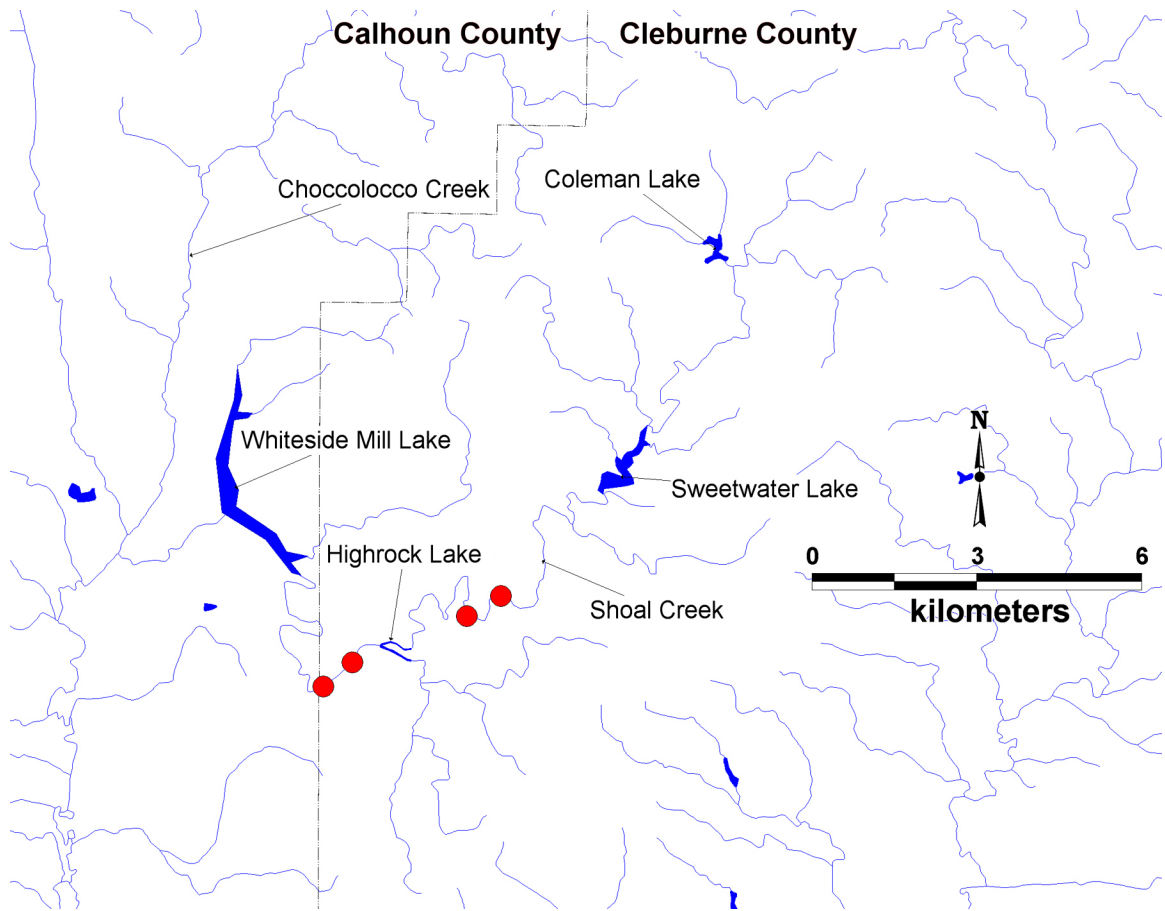 Calhoun County
Cleburne County
Coleman Lake
Choccolocco Creek
N
Whiteside Mill Lake
Sweetwater Lake
Highrock Lake
0 3 6
Shoal Creek
kilometers